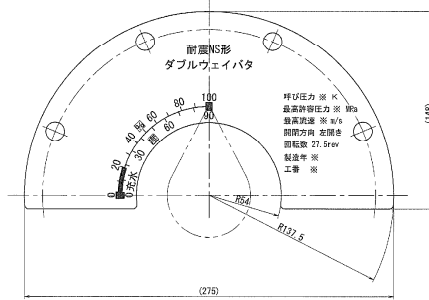 耐震NS形
ダブルウェイバタ
呼び圧力 ※ K
最高許容圧力 ※ MPa
最高流速 ※ m/s
開閉方向 左開き
回転数 27.5rev
製造年 ※
工番 ※
0 20 40 60 80 100
0 30 60 90
充水
開
R54
R137.5
(275)
(148)